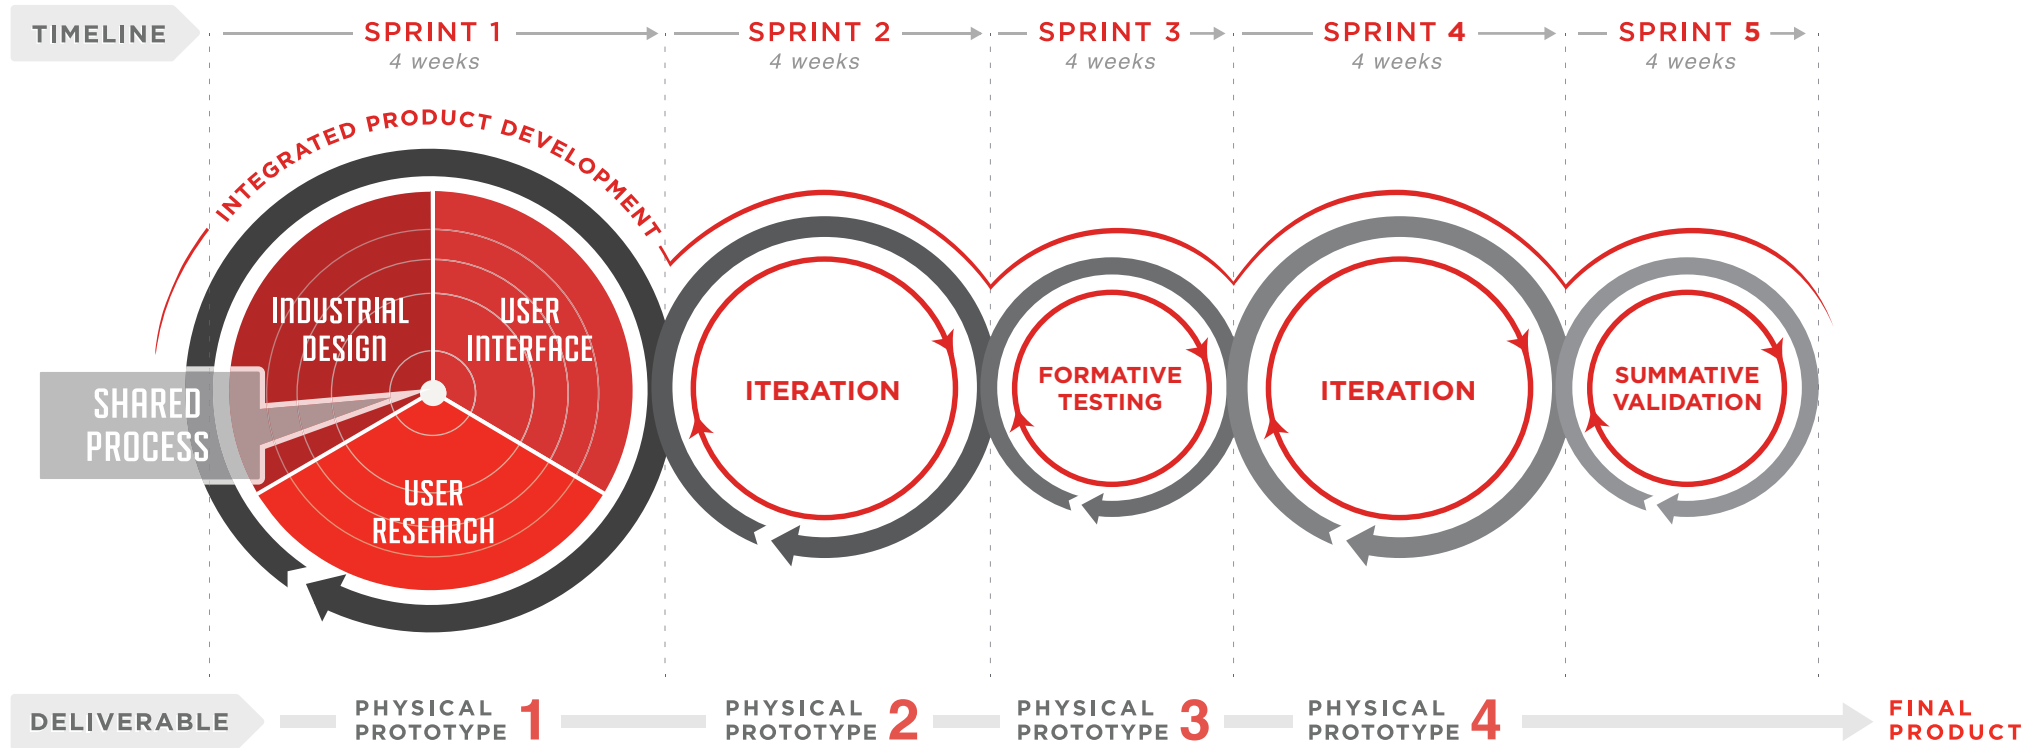 TIMELINE
SPRINT 1
4 weeks
SPRINT 2
4 weeks
SPRINT 3
4 weeks
SPRINT 4
4 weeks
SPRINT 5
4 weeks
INTEGRATED PRODUCT DEVELOPMENT
INDUSTRIAL
DESIGN
USER
INTERFACE
SHARED
PROCESS
USER
RESEARCH
ITERATION
FORMATIVE
TESTING
ITERATION
SUMMATIVE
VALIDATION
DELIVERABLE
PHYSICAL
PROTOTYPE 1
PHYSICAL
PROTOTYPE 2
PHYSICAL
PROTOTYPE 3
PHYSICAL
PROTOTYPE 4
FINAL
PRODUCT